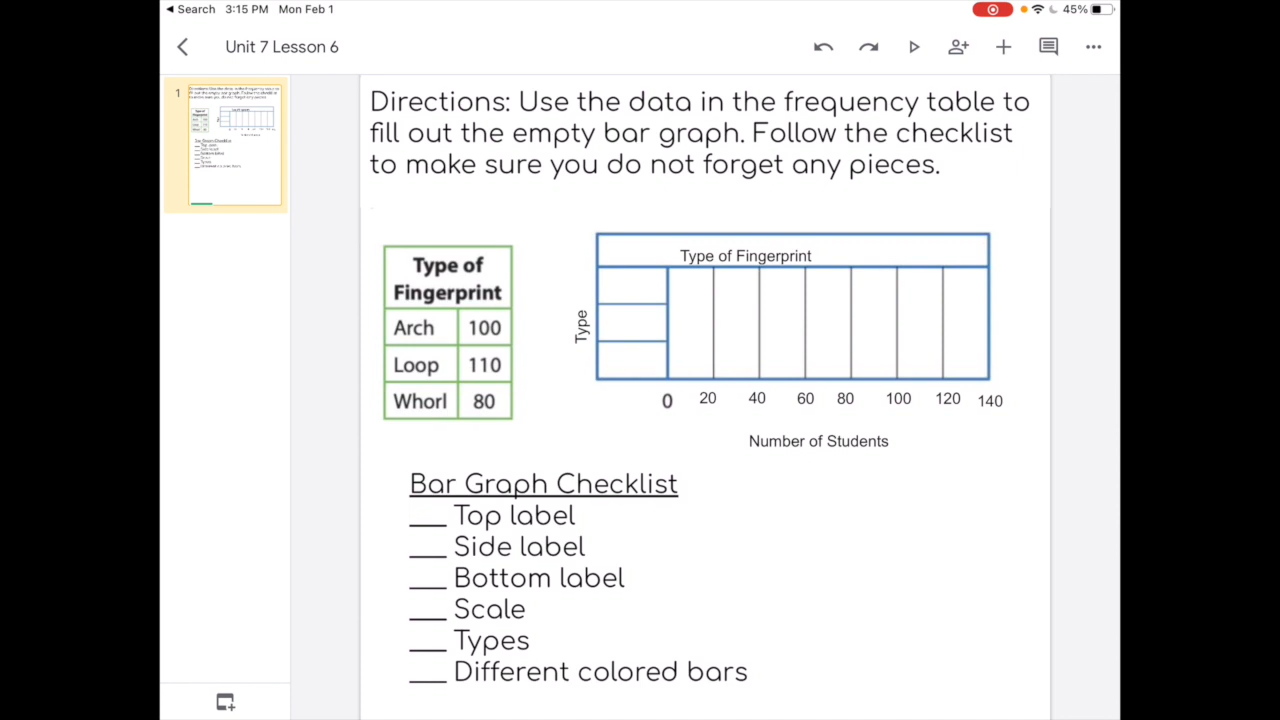 Search 3:15 PM Mon Feb 1
45%
Unit 7 Lesson 6
1
Directions: Use the data in the frequency table to
fill out the empty bar graph. Follow the checklist
to make sure you do not forget any pieces.
Type of
Fingerprint
Arch 100
Loop 110
Whorl 80
Type of Fingerprint
Type
0 20 40 60 80 100 120 140
Number of Students
Bar Graph Checklist
___ Top label
___ Side label
___ Bottom label
___ Scale
___ Types
___ Different colored bars